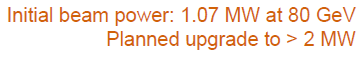 Initial beam power: 1.07 MW at 80 GeV
Planned upgrade to > 2 MW